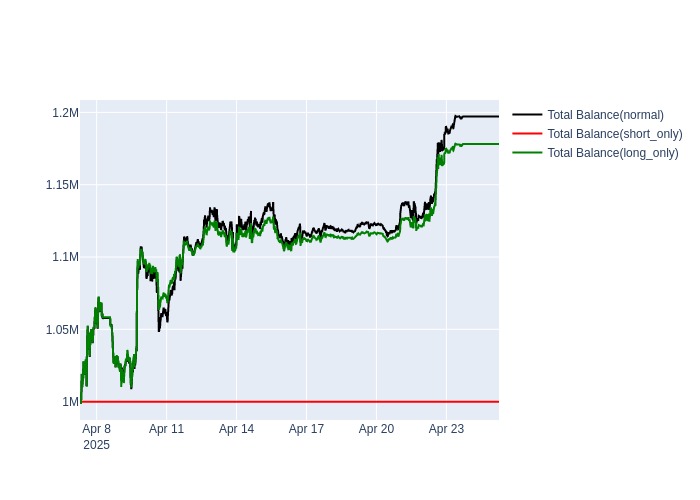 1.2M
1.15M
1.1M
1.05M
1M
Apr 8
2025
Apr 11
Apr 14
Apr 17
Apr 20
Apr 23
Total Balance(normal)
Total Balance(short_only)
Total Balance(long_only)